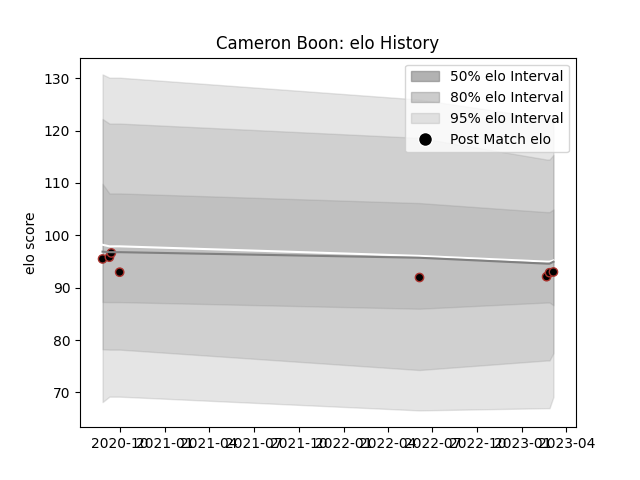 Cameron Boon: elo History
50% elo Interval
80% elo Interval
95% elo Interval
Post Match elo
elo score
130
120
110
100
90
80
70
2020-10 2021-01 2021-04 2021-07 2021-10 2022-01 2022-04 2022-07 2022-10 2023-01 2023-04